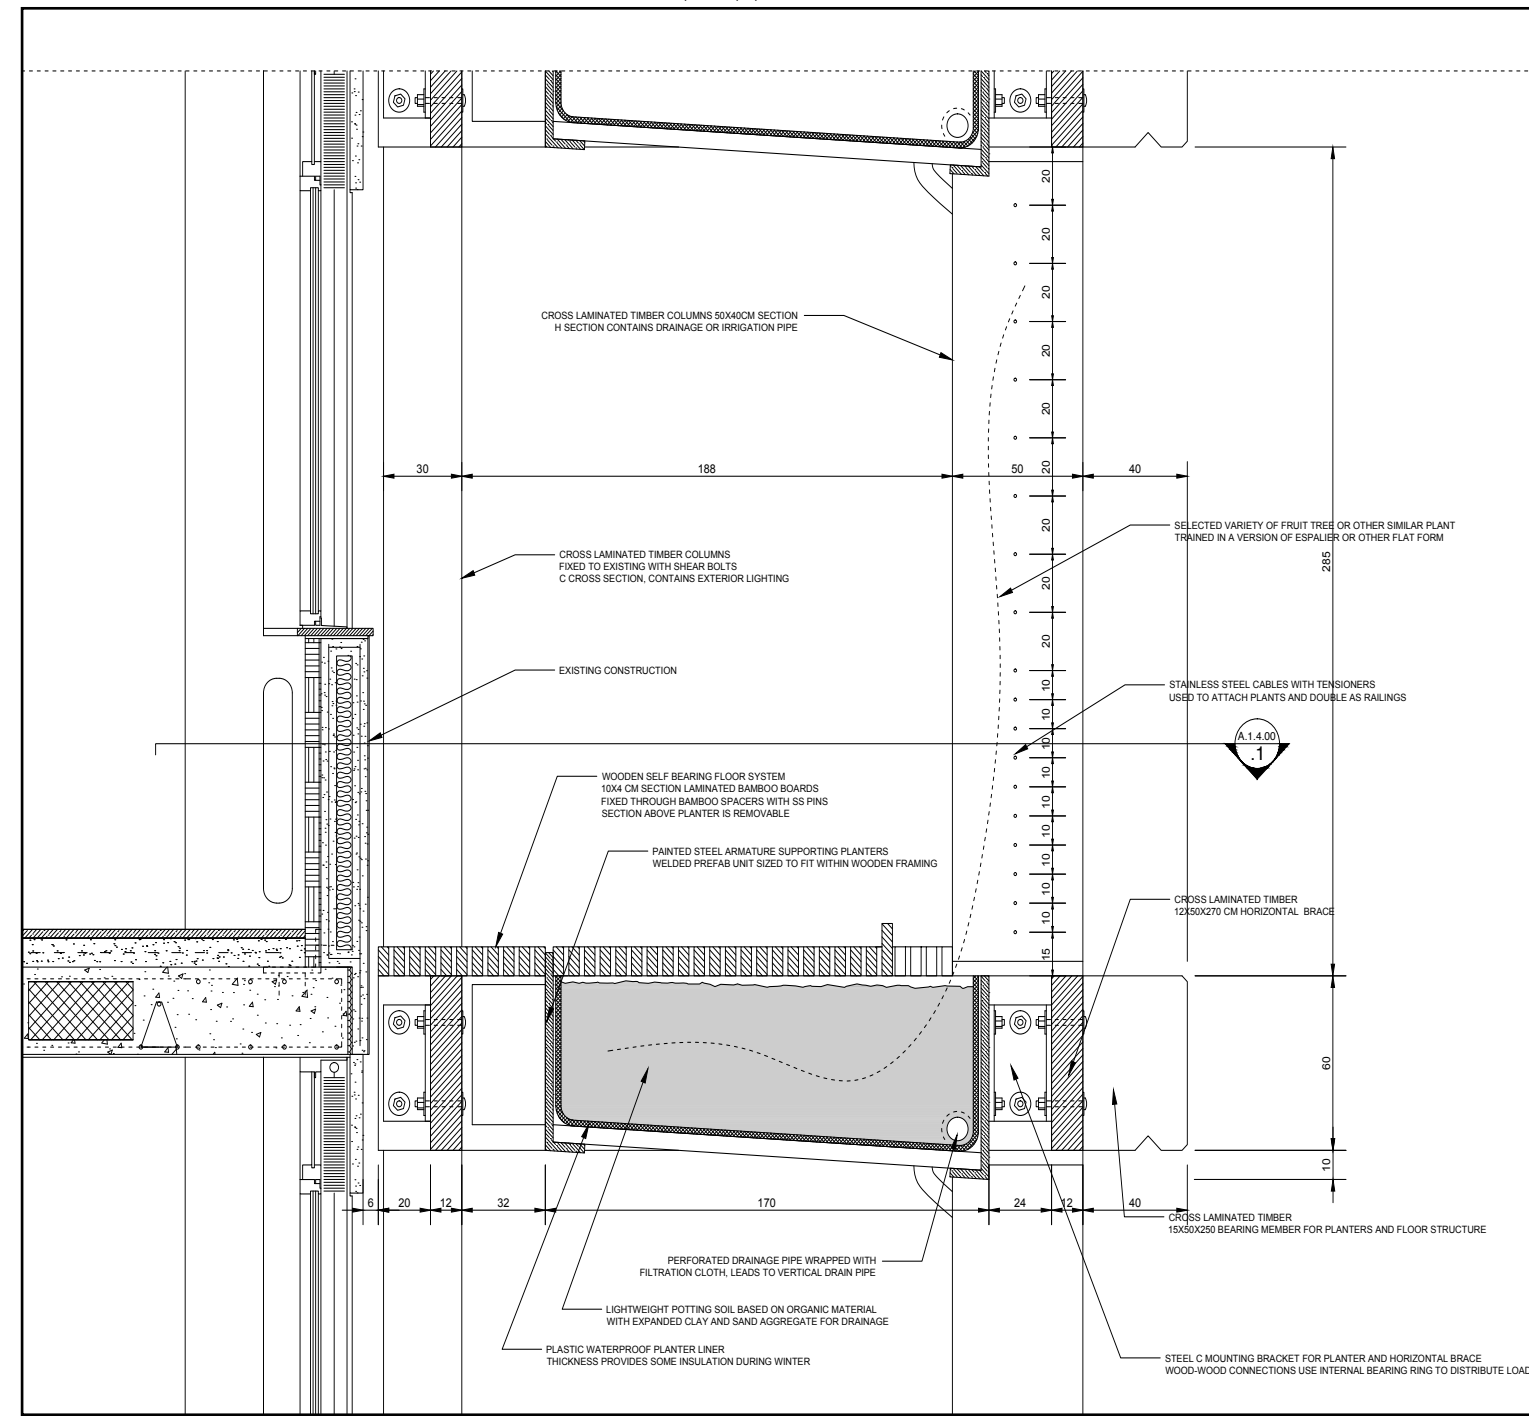 20
20
20
CROSS LAMINATED TIMBER COLUMNS 50X40CM SECTION
H SECTION CONTAINS DRAINAGE OR IRRIGATION PIPE
20
20
30
188
50
20
40
20
SELECTED VARIETY OF FRUIT TREE OR OTHER SIMILAR PLANT
TRAINED IN A VERSION OF ESPALIER OR OTHER FLAT FORM
CROSS LAMINATED TIMBER COLUMNS
FIXED TO EXISTING WITH SHEAR BOLTS
C CROSS SECTION, CONTAINS EXTERIOR LIGHTING
285
20
20
EXISTING CONSTRUCTION
10
STAINLESS STEEL CABLES WITH TENSIONERS
USED TO ATTACH PLANTS AND DOUBLE AS RAILINGS
10
10
A.1.4.00
.1
WOODEN SELF BEARING FLOOR SYSTEM
10X4 CM SECTION LAMINATED BAMBOO BOARDS
FIXED THROUGH BAMBOO SPACERS WITH SS PINS
SECTION ABOVE PLANTER IS REMOVABLE
10
10
10
PAINTED STEEL ARMATURE SUPPORTING PLANTERS
WELDED PREFAB UNIT SIZED TO FIT WITHIN WOODEN FRAMING
10
10
10
CROSS LAMINATED TIMBER
12X50X270 CM HORIZONTAL BRACE
15
60
10
6
20
12
32
170
24
12
40
CROSS LAMINATED TIMBER
15X50X250 BEARING MEMBER FOR PLANTERS AND FLOOR STRUCTURE
PERFORATED DRAINAGE PIPE WRAPPED WITH
FILTRATION CLOTH, LEADS TO VERTICAL DRAIN PIPE
LIGHTWEIGHT POTTING SOIL BASED ON ORGANIC MATERIAL
WITH EXPANDED CLAY AND SAND AGGREGATE FOR DRAINAGE
PLASTIC WATERPROOF PLANTER LINER
THICKNESS PROVIDES SOME INSULATION DURING WINTER
STEEL C MOUNTING BRACKET FOR PLANTER AND HORIZONTAL BRACE
WOOD-WOOD CONNECTIONS USE INTERNAL BEARING RING TO DISTRIBUTE LOAD